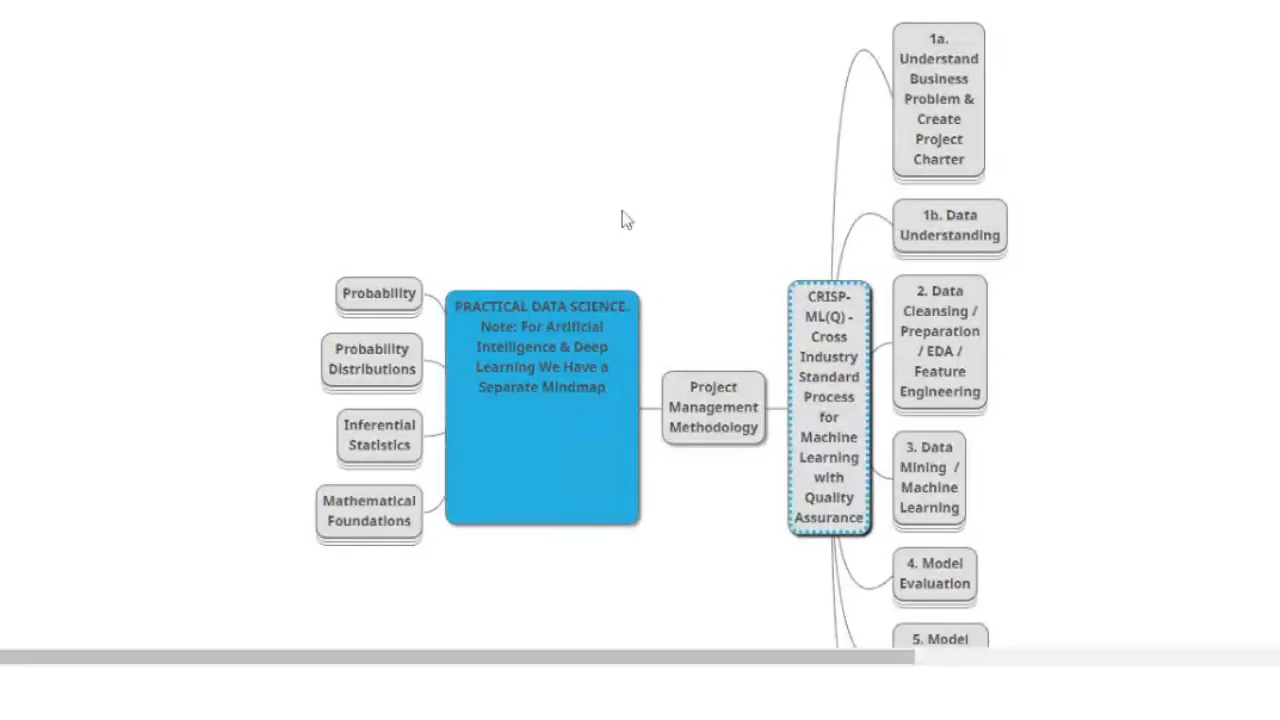 Probability
Probability
Distributions
Inferential
Statistics
Mathematical
Foundations
PRACTICAL DATA SCIENCE.
Note: For Artificial
Intelligence & Deep
Learning We Have a
Separate Mindmap
Project
Management
Methodology
CRISP-
ML(Q) -
Cross
Industry
Standard
Process
for
Machine
Learning
with
Quality
Assurance
1a.
Understand
Business
Problem &
Create
Project
Charter
1b. Data
Understanding
2. Data
Cleansing /
Preparation
/ EDA /
Feature
Engineering
3. Data
Mining /
Machine
Learning
4. Model
Evaluation
5. Model